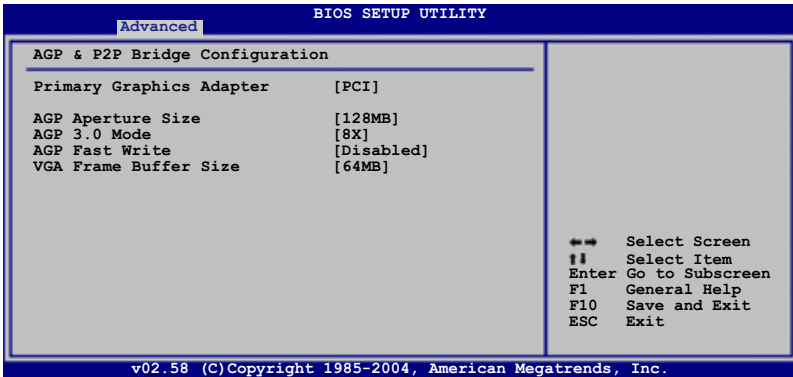 BIOS SETUP UTILITY
Advanced
AGP & P2P Bridge Configuration
Primary Graphics Adapter [PCI]
AGP Aperture Size [128MB]
AGP 3.0 Mode [8X]
AGP Fast Write [Disabled]
VGA Frame Buffer Size [64MB]
←→ Select Screen
↑↓ Select Item
Enter Go to Subscreen
F1 General Help
F10 Save and Exit
ESC Exit
v02.58 (C)Copyright 1985-2004, American Megatrends, Inc.